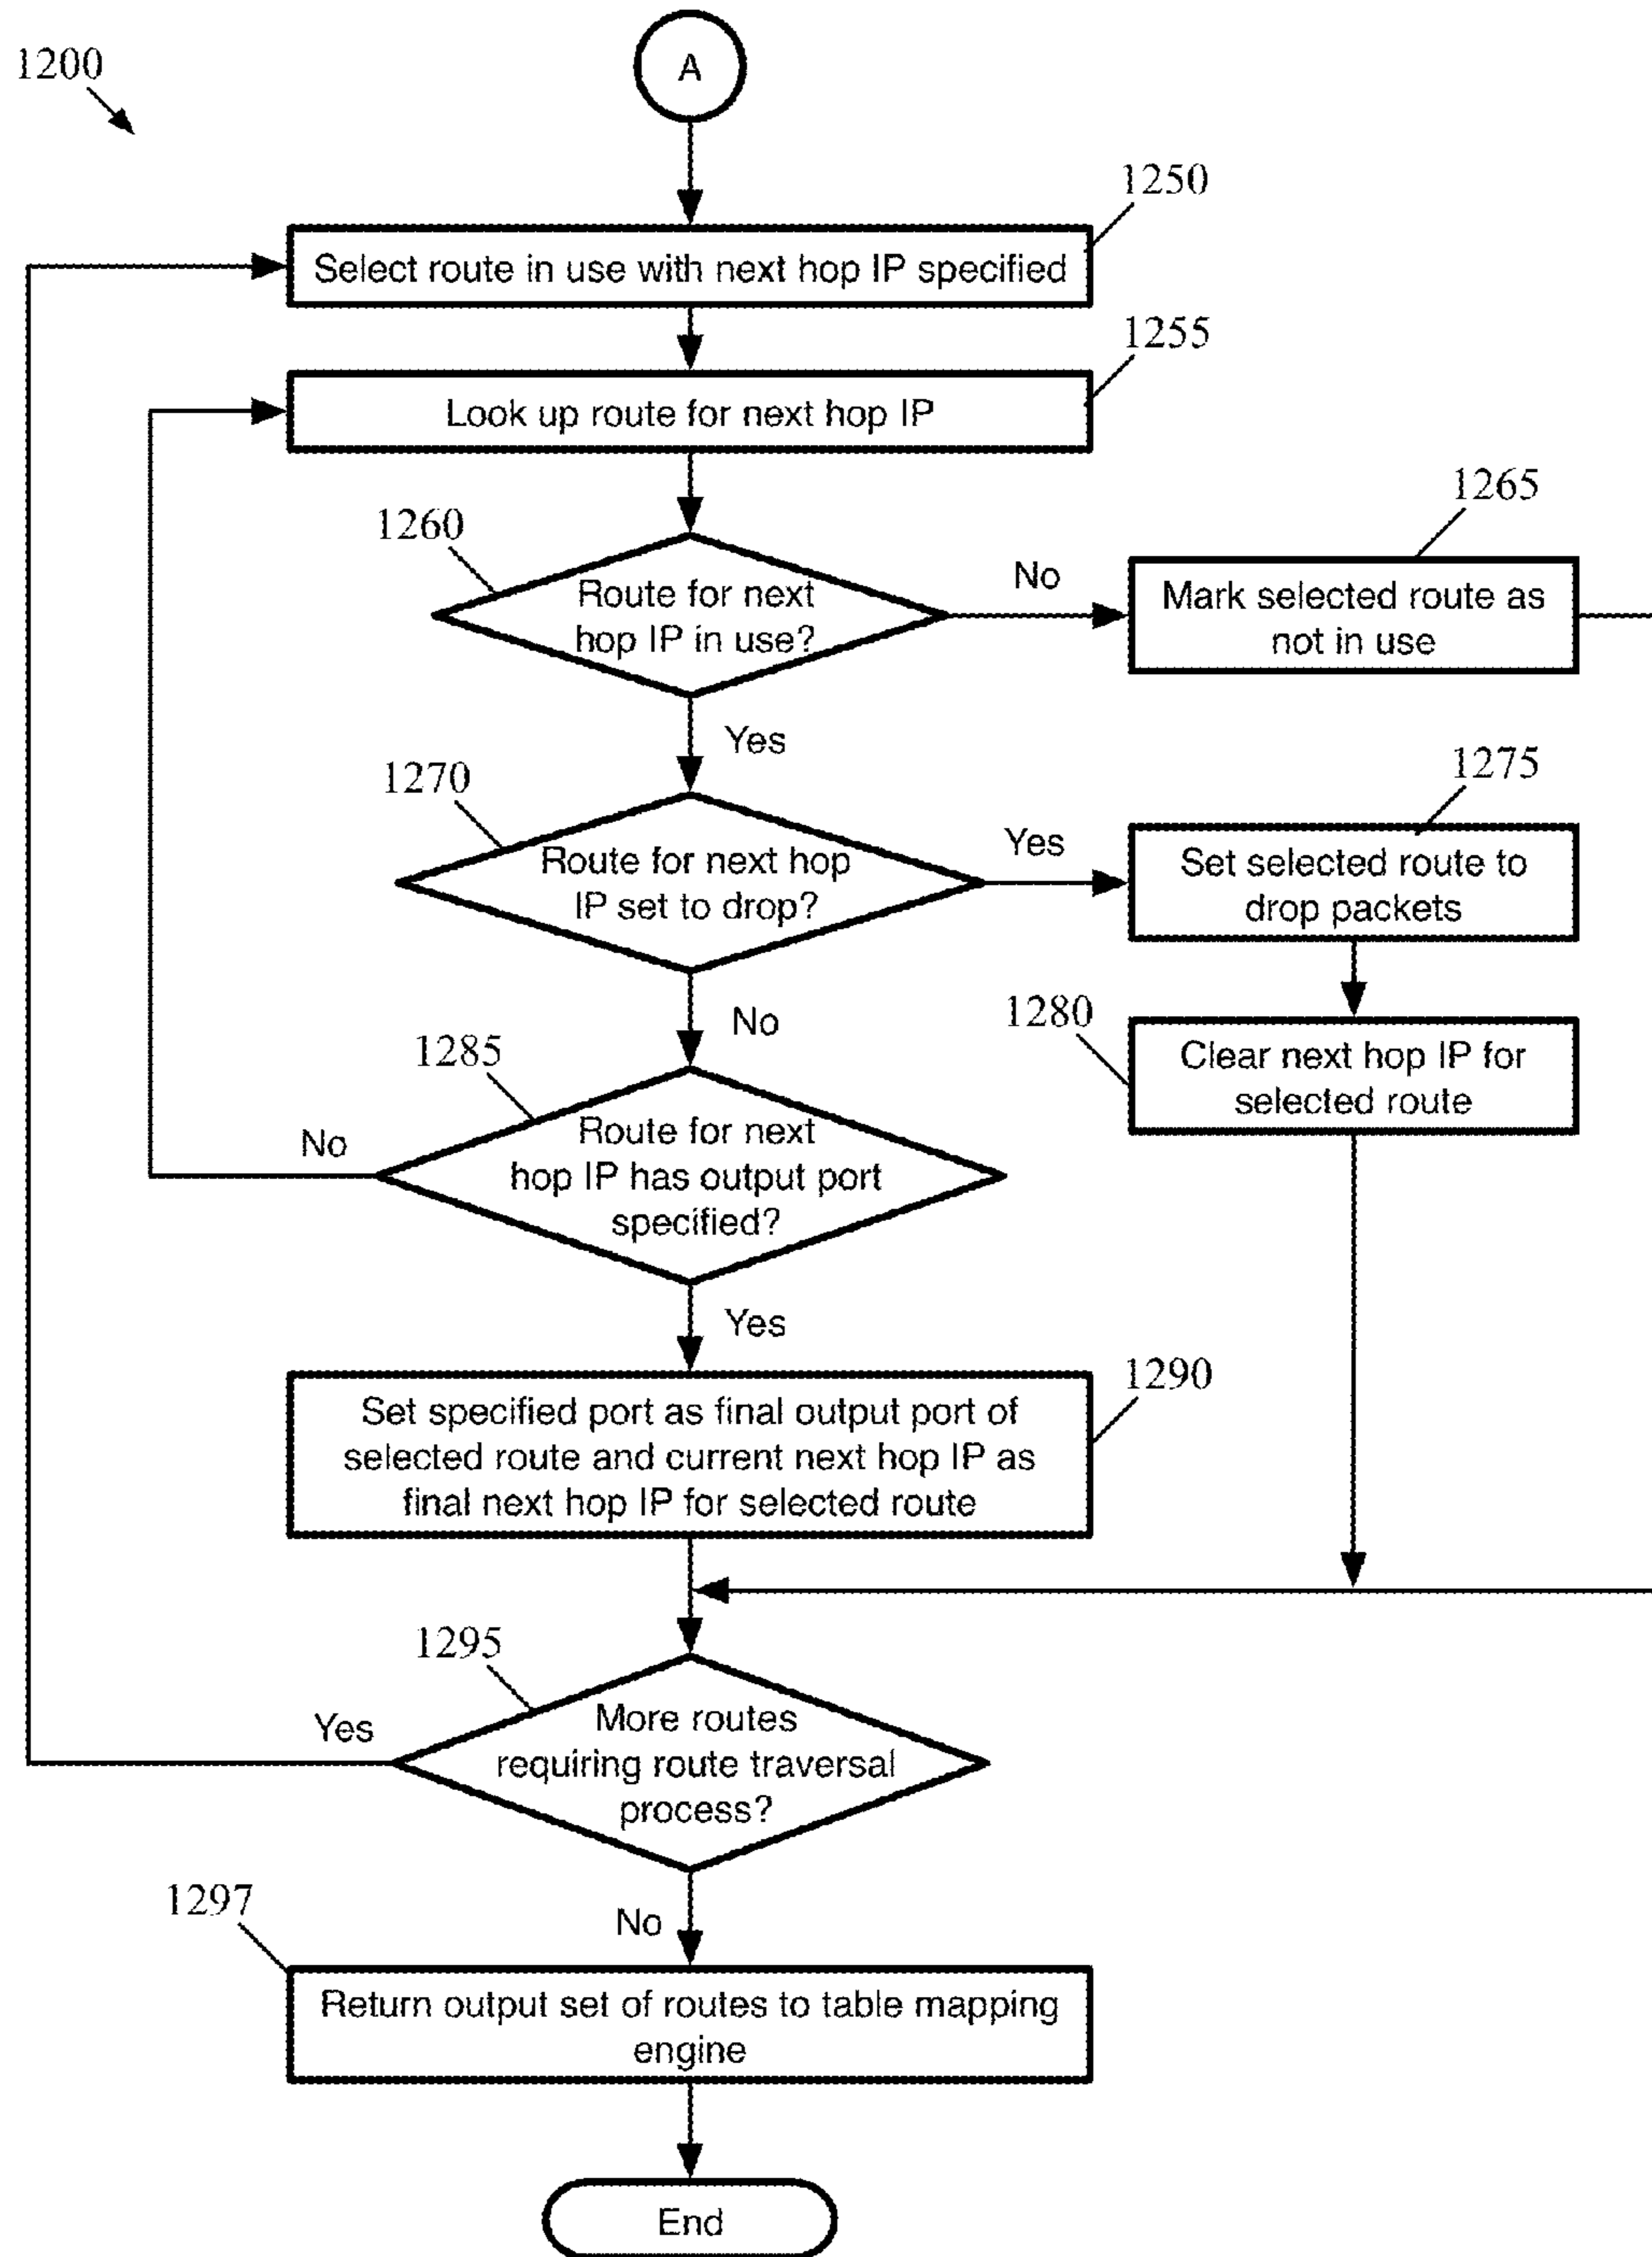 1200
A
1250
Select route in use with next hop IP specified
1255
Look up route for next hop IP
1260
Route for next
hop IP in use?
No
1265
Mark selected route as
not in use
Yes
1270
Route for next hop
IP set to drop?
Yes
1275
Set selected route to
drop packets
No
1280
Clear next hop IP for
selected route
1285
Route for next
hop IP has output port
specified?
No
Yes
1290
Set specified port as final output port of
selected route and current next hop IP as
final next hop IP for selected route
1295
More routes
requiring route traversal
process?
Yes
No
1297
Return output set of routes to table mapping
engine
End